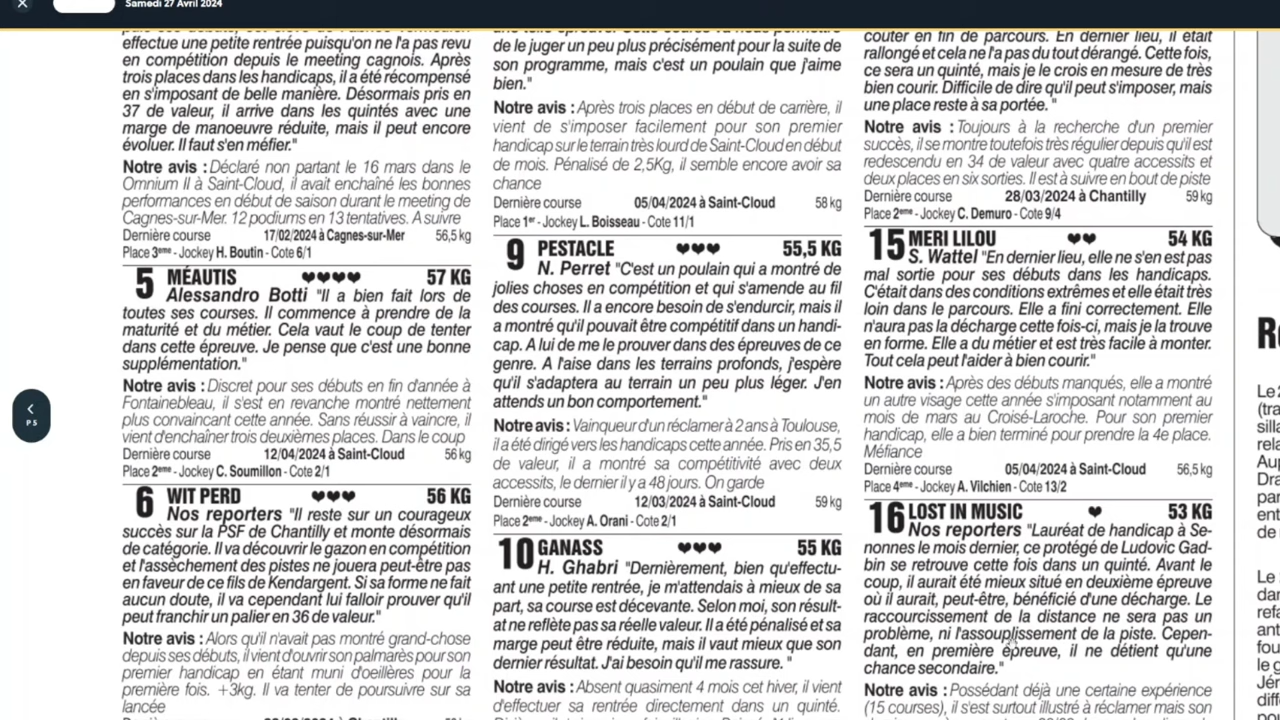 Samedi 27 Avril 2024
effectue une petite rentrée puisqu'on ne l'a pas revu
en compétition depuis le meeting cagnois. Après
trois places dans les handicaps, il a été récompensé
en s'imposant de belle manière. Désormais pris en
37 de valeur, il arrive dans les quintés avec une
marge de manoeuvre réduite, mais il peut encore
évoluer. Il faut s'en méfier."
Notre avis : Déclaré non partant le 16 mars dans le
Omnium II à Saint-Cloud, il avait enchaîné les bonnes
performances en début de saison durant le meeting de
Cagnes-sur-Mer. 12 podiums en 13 tentatives. A suivre
Dernière course 17/02/2024 à Cagnes-sur-Mer 56,5 kg
Place 3ème - Jockey H. Boutin - Cote 6/1
5 MÉAUTIS ♥♥♥♥ 57 KG
Alessandro Botti "Il a bien fait lors de
toutes ses courses. Il commence à prendre de la
maturité et du métier. Cela vaut le coup de tenter
dans cette épreuve. Je pense que c'est une bonne
supplémentation."
Notre avis : Discret pour ses débuts en fin d'année à
Fontainebleau, il s'est en revanche montré nettement
plus convaincant cette année. Sans réussir à vaincre, il
vient d'enchaîner trois deuxièmes places. Dans le coup
Dernière course 12/04/2024 à Saint-Cloud 56 kg
Place 2ème - Jockey C. Soumillon - Cote 2/1
6 WIT PERD ♥♥♥ 56 KG
Nos reporters "Il reste sur un courageux
succès sur la PSF de Chantilly et monte désormais
de catégorie. Il va découvrir le gazon en compétition
et l'assèchement des pistes ne jouera peut-être pas
en faveur de ce fils de Kendargent. Si sa forme ne fait
aucun doute, il va cependant lui falloir prouver qu'il
peut franchir un palier en 36 de valeur."
Notre avis : Alors qu'il n'avait pas montré grand-chose
depuis ses débuts, il vient d'ouvrir son palmarès pour son
premier handicap en étant muni d'oeillères pour la
première fois. +3kg. Il va tenter de poursuivre sur sa
lancée
de le juger un peu plus précisément pour la suite de
son programme, mais c'est un poulain que j'aime
bien."
Notre avis : Après trois places en début de carrière, il
vient de s'imposer facilement pour son premier
handicap sur le terrain très lourd de Saint-Cloud en début
de mois. Pénalisé de 2,5Kg, il semble encore avoir sa
chance
Dernière course 05/04/2024 à Saint-Cloud 58 kg
Place 1er - Jockey L. Boisseau - Cote 11/1
9 PESTACLE ♥♥♥ 55,5 KG
N. Perret "C'est un poulain qui a montré de
jolies choses en compétition et qui s'amende au fil
des courses. Il a encore besoin de s'endurcir, mais il
a montré qu'il pouvait être compétitif dans un handi-
cap. A lui de me le prouver dans des épreuves de ce
genre. A l'aise dans les terrains profonds, j'espère
qu'il s'adaptera au terrain un peu plus léger. J'en
attends un bon comportement."
Notre avis : Vainqueur d'un réclamer à 2 ans à Toulouse,
il a été dirigé vers les handicaps cette année. Pris en 35,5
de valeur, il a montré sa compétitivité avec deux
accessits, le dernier il y a 48 jours. On garde
Dernière course 12/03/2024 à Saint-Cloud 59 kg
Place 2ème - Jockey A. Orani - Cote 2/1
10 GANASS ♥♥♥ 55 KG
H. Ghabri "Dernièrement, bien qu'effectu-
ant une petite rentrée, je m'attendais à mieux de sa
part, sa course est décevante. Selon moi, son résult-
at ne reflète pas sa réelle valeur. Il a été pénalisé et sa
marge peut être réduite, mais il vaut mieux que son
dernier résultat. J'ai besoin qu'il me rassure. "
Notre avis : Absent quasiment 4 mois cet hiver, il vient
d'effectuer sa rentrée directement dans un quinté.
couter en fin de parcours. En dernier lieu, il était
rallongé et cela ne l'a pas du tout dérangé. Cette fois,
ce sera un quinté, mais je le crois en mesure de très
bien courir. Difficile de dire qu'il peut s'imposer, mais
une place reste à sa portée. "
Notre avis : Toujours à la recherche d'un premier
succès, il se montre toutefois très régulier depuis qu'il est
redescendu en 34 de valeur avec quatre accessits et
deux places en six sorties. Il est à suivre en bout de piste
Dernière course 28/03/2024 à Chantilly 59 kg
Place 2ème - Jockey C. Demuro - Cote 9/4
15 MERI LILOU ♥♥ 54 KG
S. Wattel "En dernier lieu, elle ne s'en est pas
mal sortie pour ses débuts dans les handicaps.
C'était dans des conditions extrêmes et elle était très
loin dans le parcours. Elle a fini correctement. Elle
n'aura pas la décharge cette fois-ci, mais je la trouve
en forme. Elle a du métier et est très facile à monter.
Tout cela peut l'aider à bien courir."
Notre avis : Après des débuts manqués, elle a montré
un autre visage cette année s'imposant notamment au
mois de mars au Croisé-Laroche. Pour son premier
handicap, elle a bien terminé pour prendre la 4e place.
Méfiance
Dernière course 05/04/2024 à Saint-Cloud 56,5 kg
Place 4ème - Jockey A. Vilchien - Cote 13/2
16 LOST IN MUSIC ♥ 53 KG
Nos reporters "Lauréat de handicap à Se-
nonnes le mois dernier, ce protégé de Ludovic Gad-
bin se retrouve cette fois dans un quinté. Avant le
coup, il aurait été mieux situé en deuxième épreuve
où il aurait, peut-être, bénéficié d'une décharge. Le
raccourcissement de la distance ne sera pas un
problème, ni l'assouplissement de la piste. Cepen-
dant, en première épreuve, il ne détient qu'une
chance secondaire."
Notre avis : Possédant déjà une certaine expérience
(15 courses), il s'est surtout illustré à réclamer mais son
P 5